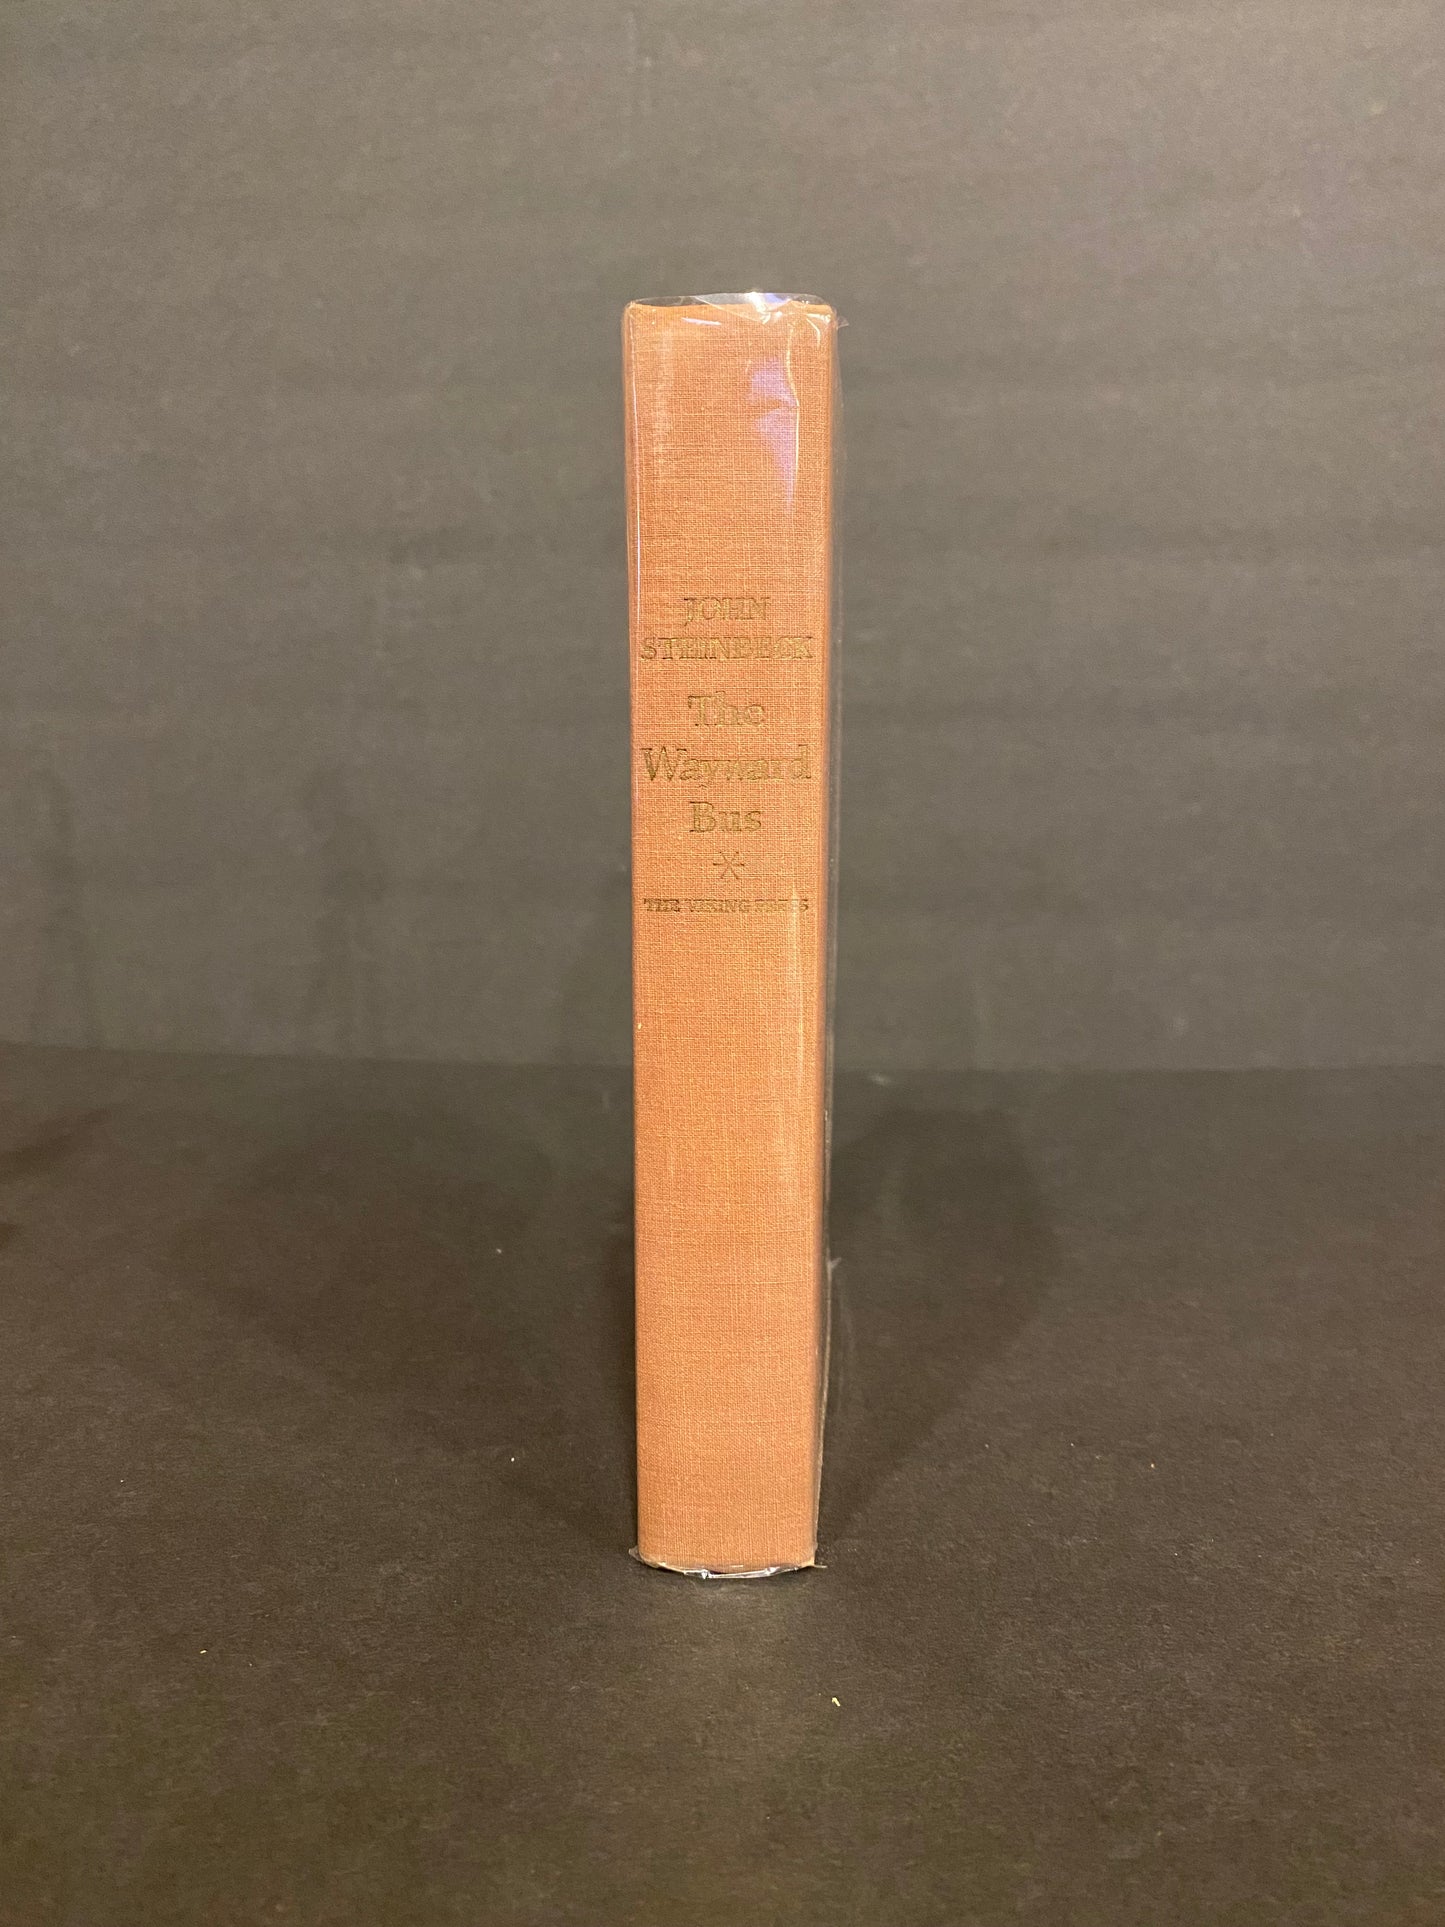 JOHN
STEINBECK
The
Wayward
Bus
THE VIKING PRESS